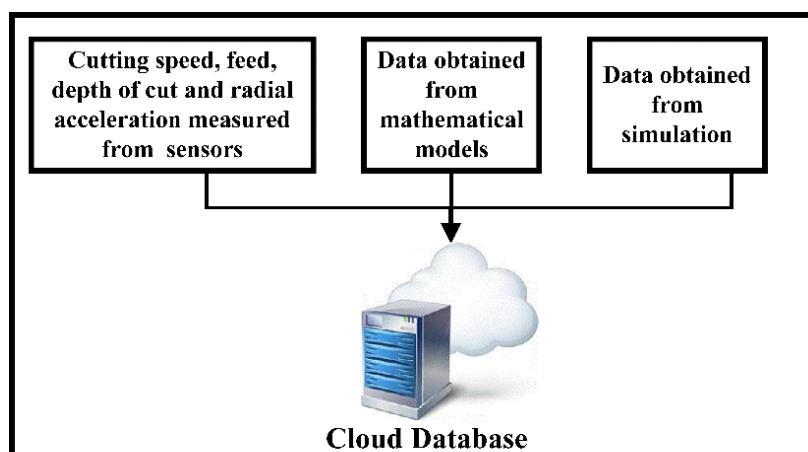 Cutting speed, feed,
depth of cut and radial
acceleration measured
from sensors
Data obtained
from
mathematical
models
Data obtained
from
simulation
Cloud Database